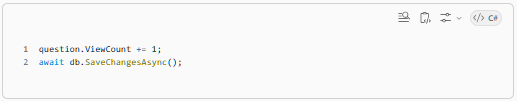 </> C#
1 question.ViewCount += 1;
2 await db.SaveChangesAsync();